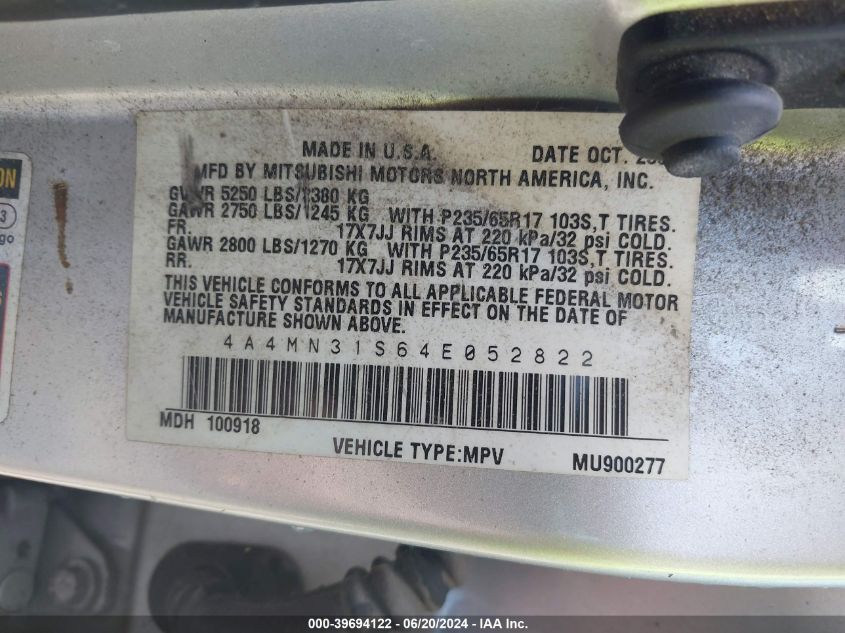 MADE IN U.S.A. DATE OCT.
MFD BY MITSUBISHI MOTORS NORTH AMERICA, INC.
GVWR 5250 LBS/2380 KG
GAWR 2750 LBS/1245 KG WITH P235/65R17 103S,T TIRES.
FR. 17X7JJ RIMS AT 220 kPa/32 psi COLD.
GAWR 2800 LBS/1270 KG WITH P235/65R17 103S,T TIRES.
RR. 17X7JJ RIMS AT 220 kPa/32 psi COLD.
THIS VEHICLE CONFORMS TO ALL APPLICABLE FEDERAL MOTOR
VEHICLE SAFETY STANDARDS IN EFFECT ON THE DATE OF
MANUFACTURE SHOWN ABOVE.
4A4MN31S64E052822
MDH 100918
VEHICLE TYPE:MPV MU900277
000-39694122 - 06/20/2024 - IAA Inc.